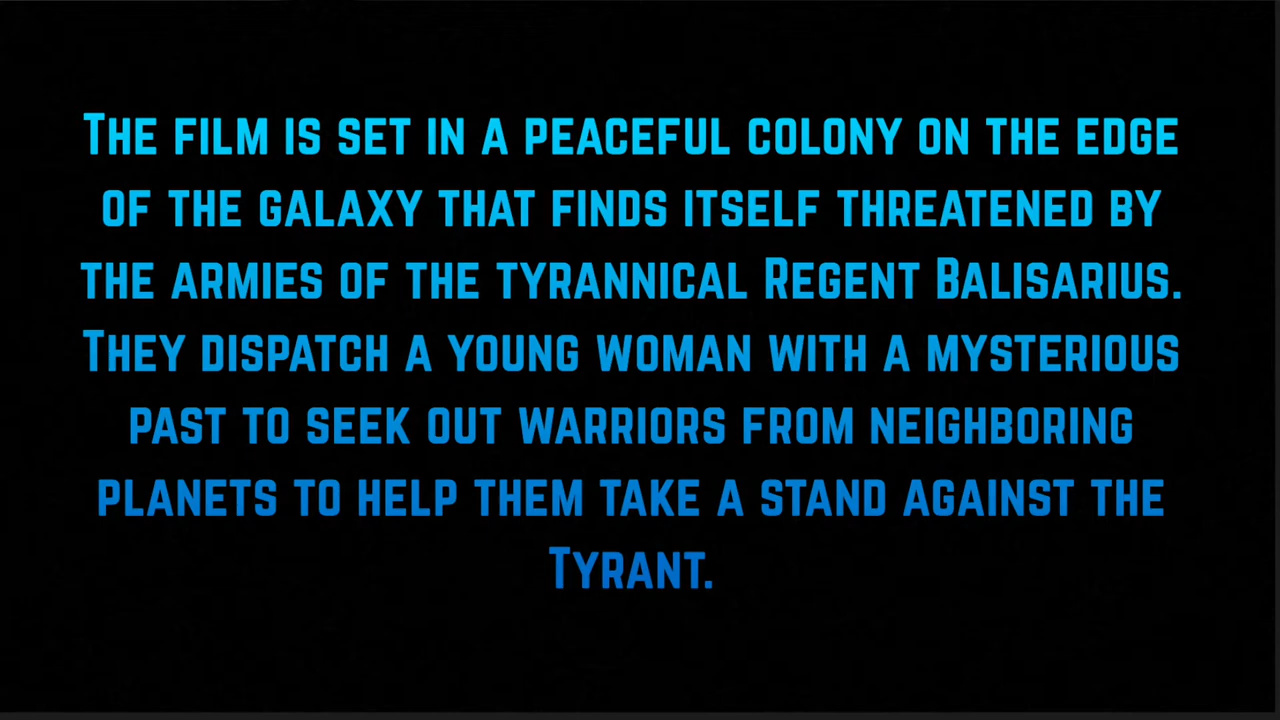 The film is set in a peaceful colony on the edge
of the galaxy that finds itself threatened by
the armies of the tyrannical Regent Balisarius.
They dispatch a young woman with a mysterious
past to seek out warriors from neighboring
planets to help them take a stand against the
Tyrant.